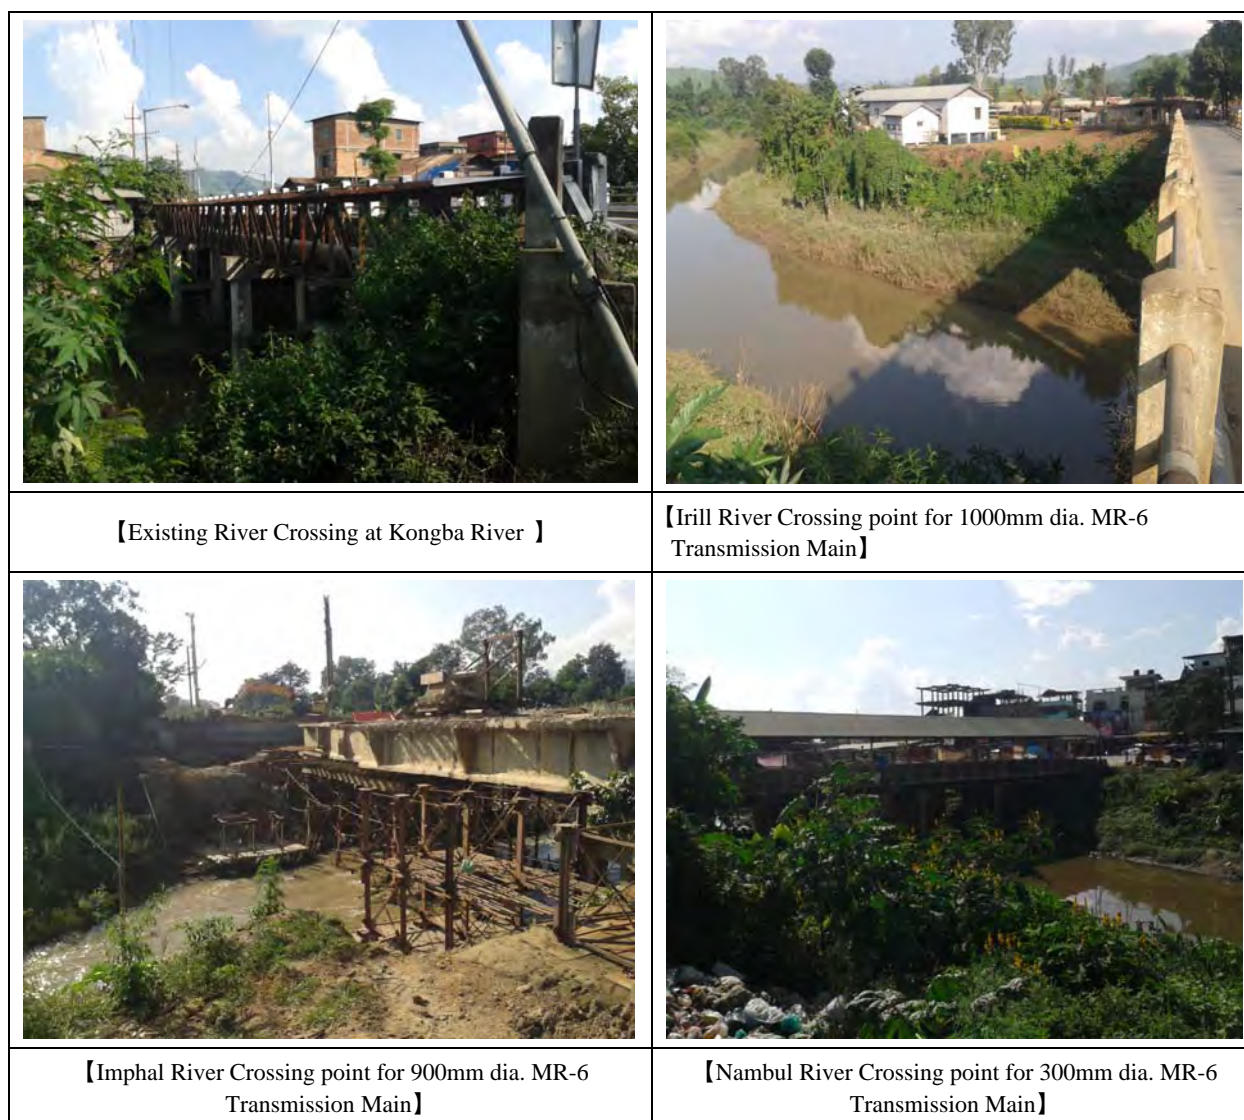 【Existing River Crossing at Kongba River 】
【Irill River Crossing point for 1000mm dia. MR-6
Transmission Main】
【Imphal River Crossing point for 900mm dia. MR-6
Transmission Main】
【Nambul River Crossing point for 300mm dia. MR-6
Transmission Main】